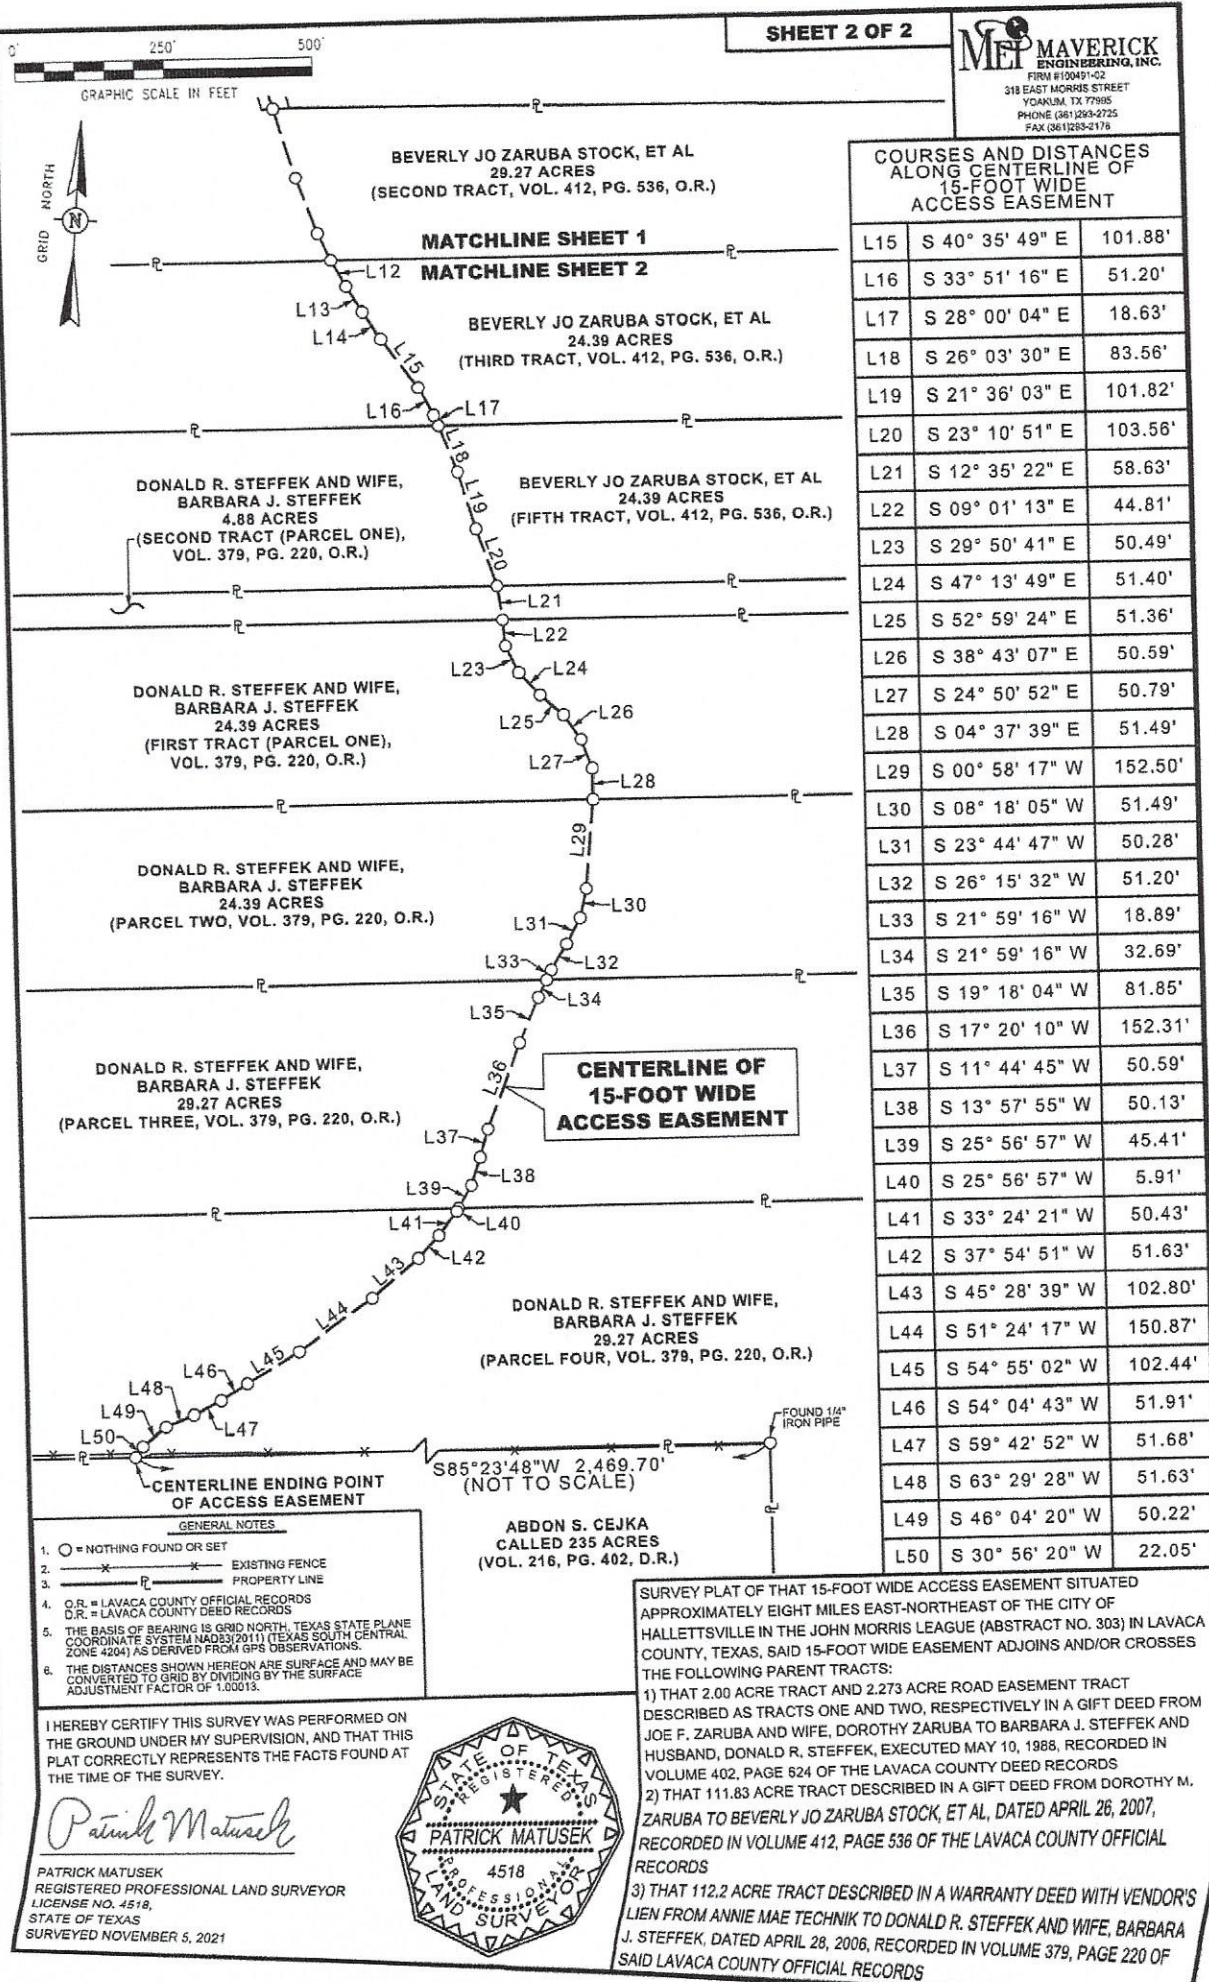 SHEET 2 OF 2
MEI MAVERICK
ENGINEERING, INC.
FIRM #100491-02
318 EAST MORRIS STREET
YOAKUM, TX 77995
PHONE (361)293-2725
FAX (361)293-2176
0' 250' 500'
GRAPHIC SCALE IN FEET
GRID NORTH
N
BEVERLY JO ZARUBA STOCK, ET AL
29.27 ACRES
(SECOND TRACT, VOL. 412, PG. 536, O.R.)
MATCHLINE SHEET 1
MATCHLINE SHEET 2
L12
L13
L14
L15
L16
L17
BEVERLY JO ZARUBA STOCK, ET AL
24.39 ACRES
(THIRD TRACT, VOL. 412, PG. 536, O.R.)
L18
L19
L20
DONALD R. STEFFEK AND WIFE,
BARBARA J. STEFFEK
4.88 ACRES
(SECOND TRACT (PARCEL ONE),
VOL. 379, PG. 220, O.R.)
BEVERLY JO ZARUBA STOCK, ET AL
24.39 ACRES
(FIFTH TRACT, VOL. 412, PG. 536, O.R.)
L21
L22
L23
L24
L25
L26
L27
L28
DONALD R. STEFFEK AND WIFE,
BARBARA J. STEFFEK
24.39 ACRES
(FIRST TRACT (PARCEL ONE),
VOL. 379, PG. 220, O.R.)
L29
L30
L31
L32
L33
L34
DONALD R. STEFFEK AND WIFE,
BARBARA J. STEFFEK
24.39 ACRES
(PARCEL TWO, VOL. 379, PG. 220, O.R.)
L35
L36
CENTERLINE OF
15-FOOT WIDE
ACCESS EASEMENT
DONALD R. STEFFEK AND WIFE,
BARBARA J. STEFFEK
29.27 ACRES
(PARCEL THREE, VOL. 379, PG. 220, O.R.)
L37
L38
L39
L40
L41
L42
L43
L44
L45
L46
L47
L48
L49
L50
DONALD R. STEFFEK AND WIFE,
BARBARA J. STEFFEK
29.27 ACRES
(PARCEL FOUR, VOL. 379, PG. 220, O.R.)
FOUND 1/4"
IRON PIPE
S85°23'48"W 2,469.70'
(NOT TO SCALE)
CENTERLINE ENDING POINT
OF ACCESS EASEMENT
ABDON S. CEJKA
CALLED 235 ACRES
(VOL. 216, PG. 402, D.R.)
COURSES AND DISTANCES
ALONG CENTERLINE OF
15-FOOT WIDE
ACCESS EASEMENT
L15 S 40° 35' 49" E 101.88'
L16 S 33° 51' 16" E 51.20'
L17 S 28° 00' 04" E 18.63'
L18 S 26° 03' 30" E 83.56'
L19 S 21° 36' 03" E 101.82'
L20 S 23° 10' 51" E 103.56'
L21 S 12° 35' 22" E 58.63'
L22 S 09° 01' 13" E 44.81'
L23 S 29° 50' 41" E 50.49'
L24 S 47° 13' 49" E 51.40'
L25 S 52° 59' 24" E 51.36'
L26 S 38° 43' 07" E 50.59'
L27 S 24° 50' 52" E 50.79'
L28 S 04° 37' 39" E 51.49'
L29 S 00° 58' 17" W 152.50'
L30 S 08° 18' 05" W 51.49'
L31 S 23° 44' 47" W 50.28'
L32 S 26° 15' 32" W 51.20'
L33 S 21° 59' 16" W 18.89'
L34 S 21° 59' 16" W 32.69'
L35 S 19° 18' 04" W 81.85'
L36 S 17° 20' 10" W 152.31'
L37 S 11° 44' 45" W 50.59'
L38 S 13° 57' 55" W 50.13'
L39 S 25° 56' 57" W 45.41'
L40 S 25° 56' 57" W 5.91'
L41 S 33° 24' 21" W 50.43'
L42 S 37° 54' 51" W 51.63'
L43 S 45° 28' 39" W 102.80'
L44 S 51° 24' 17" W 150.87'
L45 S 54° 55' 02" W 102.44'
L46 S 54° 04' 43" W 51.91'
L47 S 59° 42' 52" W 51.68'
L48 S 63° 29' 28" W 51.63'
L49 S 46° 04' 20" W 50.22'
L50 S 30° 56' 20" W 22.05'
GENERAL NOTES
1. = NOTHING FOUND OR SET
2. EXISTING FENCE
3. PROPERTY LINE
4. O.R. = LAVACA COUNTY OFFICIAL RECORDS
D.R. = LAVACA COUNTY DEED RECORDS
5. THE BASIS OF BEARING IS GRID NORTH, TEXAS STATE PLANE
COORDINATE SYSTEM NAD83(2011) (TEXAS SOUTH CENTRAL
ZONE 4204) AS DERIVED FROM GPS OBSERVATIONS.
6. THE DISTANCES SHOWN HEREON ARE SURFACE AND MAY BE
CONVERTED TO GRID BY DIVIDING BY THE SURFACE
ADJUSTMENT FACTOR OF 1.00013.
I HEREBY CERTIFY THIS SURVEY WAS PERFORMED ON
THE GROUND UNDER MY SUPERVISION, AND THAT THIS
PLAT CORRECTLY REPRESENTS THE FACTS FOUND AT
THE TIME OF THE SURVEY.
Patrick Matusek
PATRICK MATUSEK
REGISTERED PROFESSIONAL LAND SURVEYOR
LICENSE NO. 4518,
STATE OF TEXAS
SURVEYED NOVEMBER 5, 2021
STATE OF TEXAS
REGISTERED
PATRICK MATUSEK
4518
PROFESSIONAL
LAND SURVEYOR
SURVEY PLAT OF THAT 15-FOOT WIDE ACCESS EASEMENT SITUATED
APPROXIMATELY EIGHT MILES EAST-NORTHEAST OF THE CITY OF
HALLETTSVILLE IN THE JOHN MORRIS LEAGUE (ABSTRACT NO. 303) IN LAVACA
COUNTY, TEXAS, SAID 15-FOOT WIDE EASEMENT ADJOINS AND/OR CROSSES
THE FOLLOWING PARENT TRACTS:
1) THAT 2.00 ACRE TRACT AND 2.273 ACRE ROAD EASEMENT TRACT
DESCRIBED AS TRACTS ONE AND TWO, RESPECTIVELY IN A GIFT DEED FROM
JOE F. ZARUBA AND WIFE, DOROTHY ZARUBA TO BARBARA J. STEFFEK AND
HUSBAND, DONALD R. STEFFEK, EXECUTED MAY 10, 1988, RECORDED IN
VOLUME 402, PAGE 624 OF THE LAVACA COUNTY DEED RECORDS
2) THAT 111.83 ACRE TRACT DESCRIBED IN A GIFT DEED FROM DOROTHY M.
ZARUBA TO BEVERLY JO ZARUBA STOCK, ET AL, DATED APRIL 26, 2007,
RECORDED IN VOLUME 412, PAGE 536 OF THE LAVACA COUNTY OFFICIAL
RECORDS
3) THAT 112.2 ACRE TRACT DESCRIBED IN A WARRANTY DEED WITH VENDOR'S
LIEN FROM ANNIE MAE TECHNIK TO DONALD R. STEFFEK AND WIFE, BARBARA
J. STEFFEK, DATED APRIL 28, 2006, RECORDED IN VOLUME 379, PAGE 220 OF
SAID LAVACA COUNTY OFFICIAL RECORDS